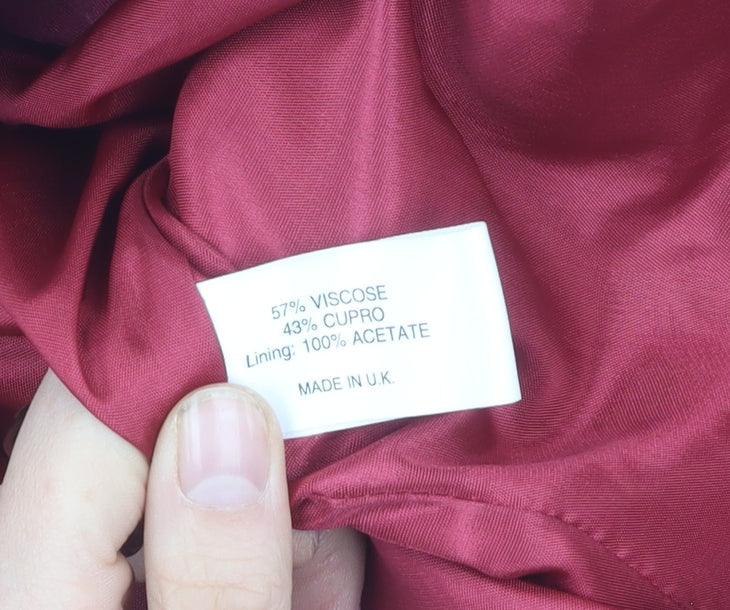 57% VISCOSE
43% CUPRO
Lining: 100% ACETATE
MADE IN U.K.